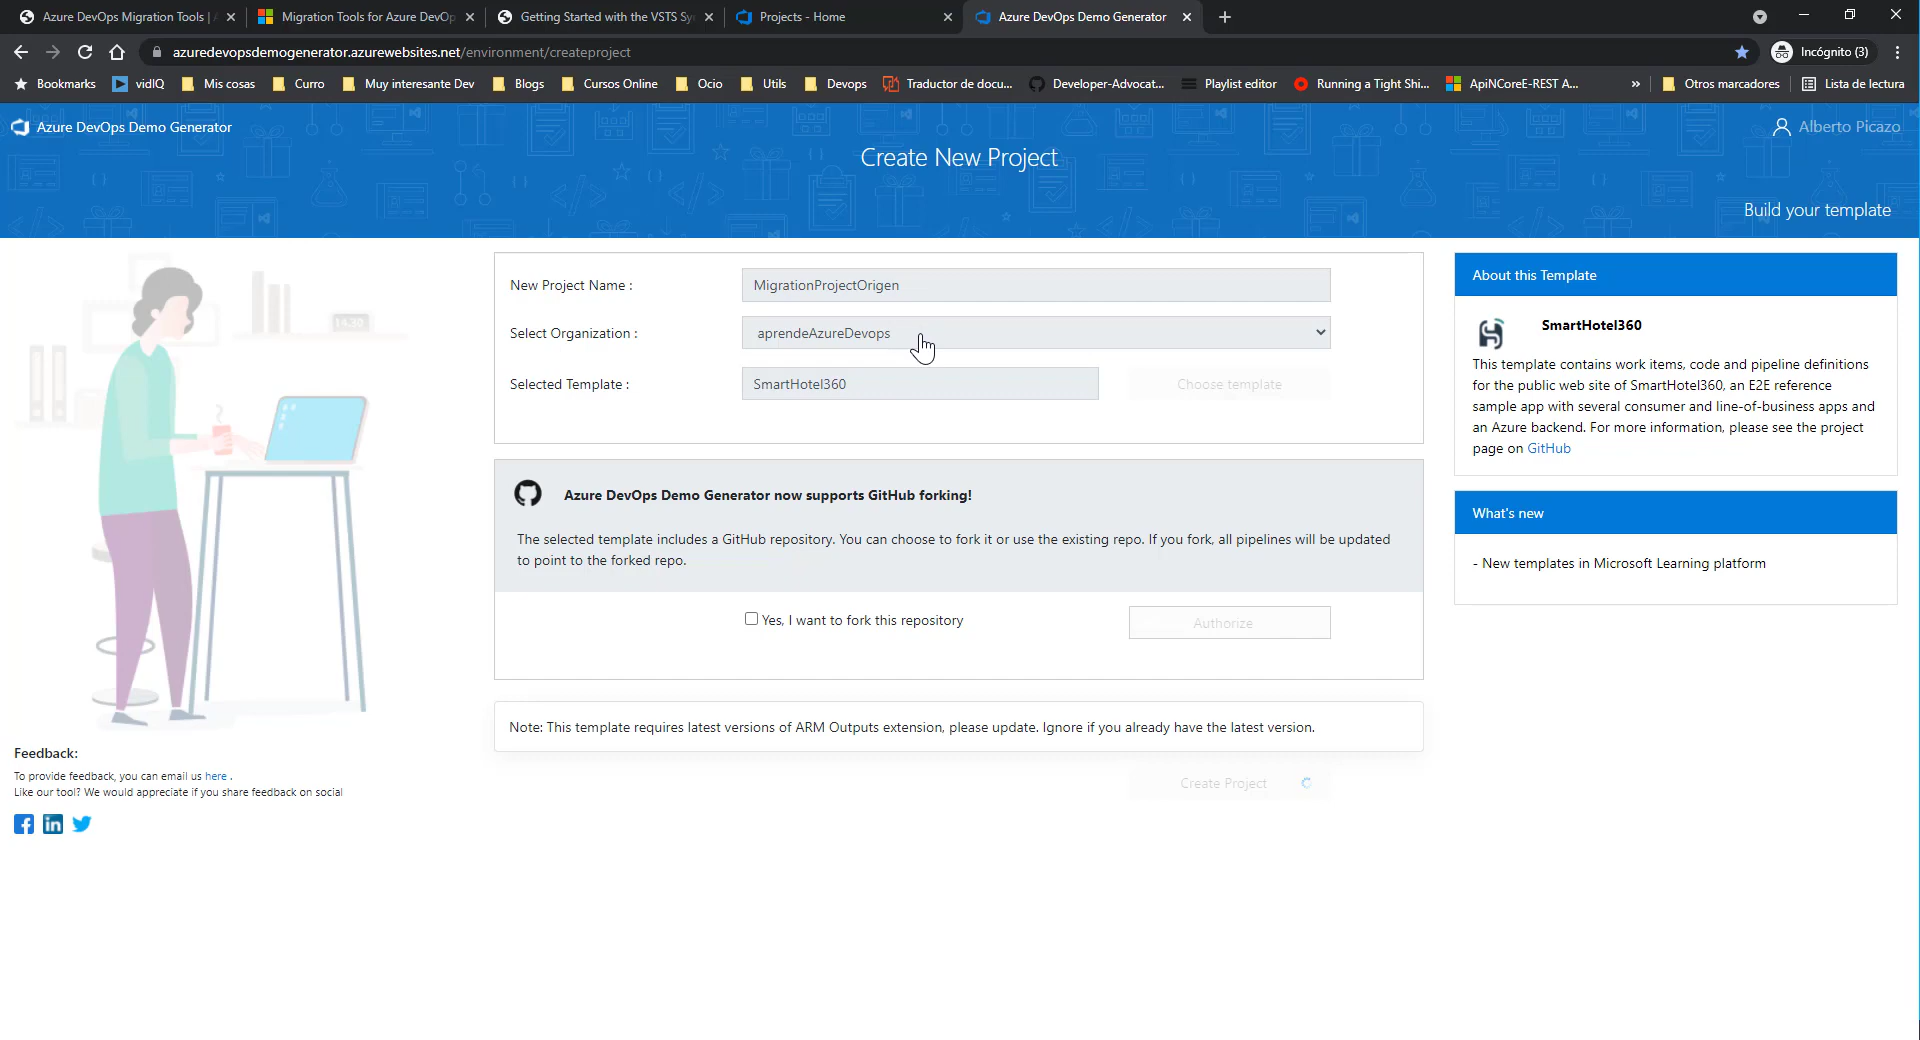 Azure DevOps Migration Tools |
Migration Tools for Azure DevOp
Getting Started with the VSTS Sy
Projects - Home
Azure DevOps Demo Generator
azuredevopsdemogenerator.azurewebsites.net/environment/createproject
Incógnito (3)
Bookmarks
vidIQ
Mis cosas
Curro
Muy interesante Dev
Blogs
Cursos Online
Ocio
Utils
Devops
Traductor de docu...
Developer-Advocat...
Playlist editor
Running a Tight Shi...
ApiNCoreE-REST A...
»
Otros marcadores
Lista de lectura
Azure DevOps Demo Generator
Alberto Picazo
Create New Project
Build your template
New Project Name :
MigrationProjectOrigen
Select Organization :
aprendeAzureDevops
Selected Template :
SmartHotel360
Choose template
Azure DevOps Demo Generator now supports GitHub forking!
The selected template includes a GitHub repository. You can choose to fork it or use the existing repo. If you fork, all pipelines will be updated
to point to the forked repo.
Yes, I want to fork this repository
Authorize
Note: This template requires latest versions of ARM Outputs extension, please update. Ignore if you already have the latest version.
Create Project
About this Template
SmartHotel360
This template contains work items, code and pipeline definitions
for the public web site of SmartHotel360, an E2E reference
sample app with several consumer and line-of-business apps and
an Azure backend. For more information, please see the project
page on GitHub
What's new
- New templates in Microsoft Learning platform
14.30
Feedback:
To provide feedback, you can email us here .
Like our tool? We would appreciate if you share feedback on social